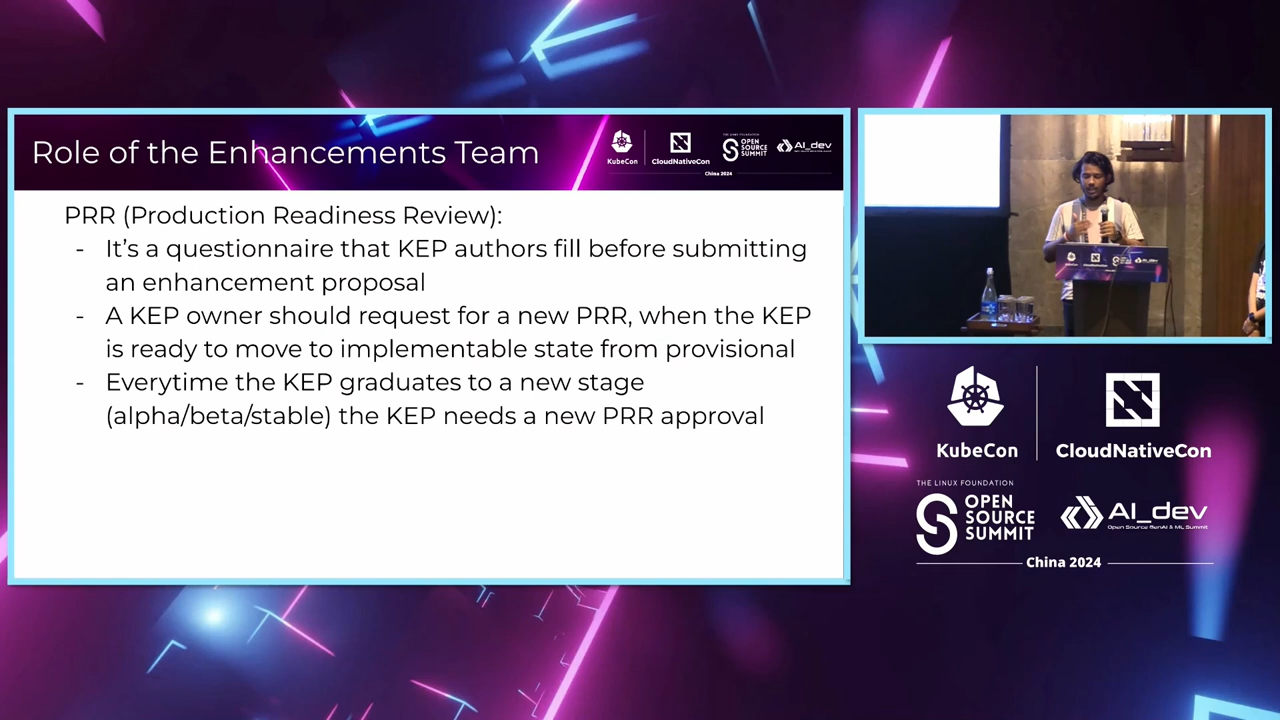 Role of the Enhancements Team
KubeCon
CloudNativeCon
THE LINUX FOUNDATION
OPEN
SOURCE
SUMMIT
AI_dev
China 2024
PRR (Production Readiness Review):
- It’s a questionnaire that KEP authors fill before submitting
an enhancement proposal
- A KEP owner should request for a new PRR, when the KEP
is ready to move to implementable state from provisional
- Everytime the KEP graduates to a new stage
(alpha/beta/stable) the KEP needs a new PRR approval
KubeCon
CloudNativeCon
THE LINUX FOUNDATION
OPEN
SOURCE
SUMMIT
AI_dev
Open Source GenAI & ML Summit
China 2024